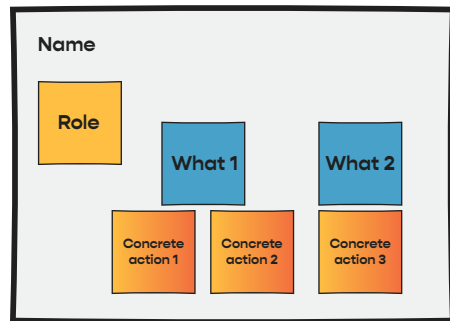 Name
Role
What 1
What 2
Concrete
action 1
Concrete
action 2
Concrete
action 3